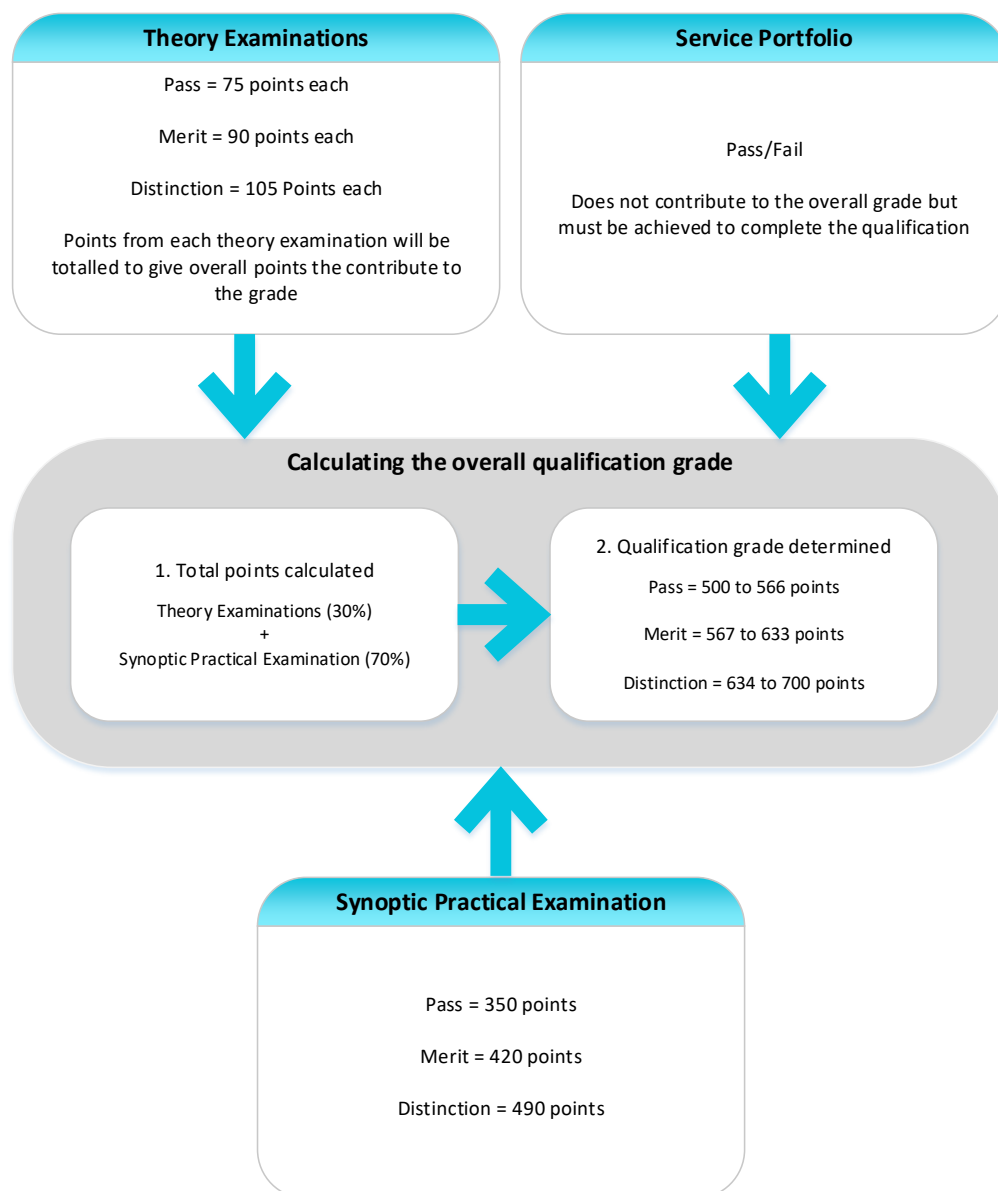 Theory Examinations
Pass = 75 points each
Merit = 90 points each
Distinction = 105 Points each
Points from each theory examination will be
totalled to give overall points the contribute to
the grade
Service Portfolio
Pass/Fail
Does not contribute to the overall grade but
must be achieved to complete the qualification
Calculating the overall qualification grade
1. Total points calculated
Theory Examinations (30%)
+
Synoptic Practical Examination (70%)
2. Qualification grade determined
Pass = 500 to 566 points
Merit = 567 to 633 points
Distinction = 634 to 700 points
Synoptic Practical Examination
Pass = 350 points
Merit = 420 points
Distinction = 490 points